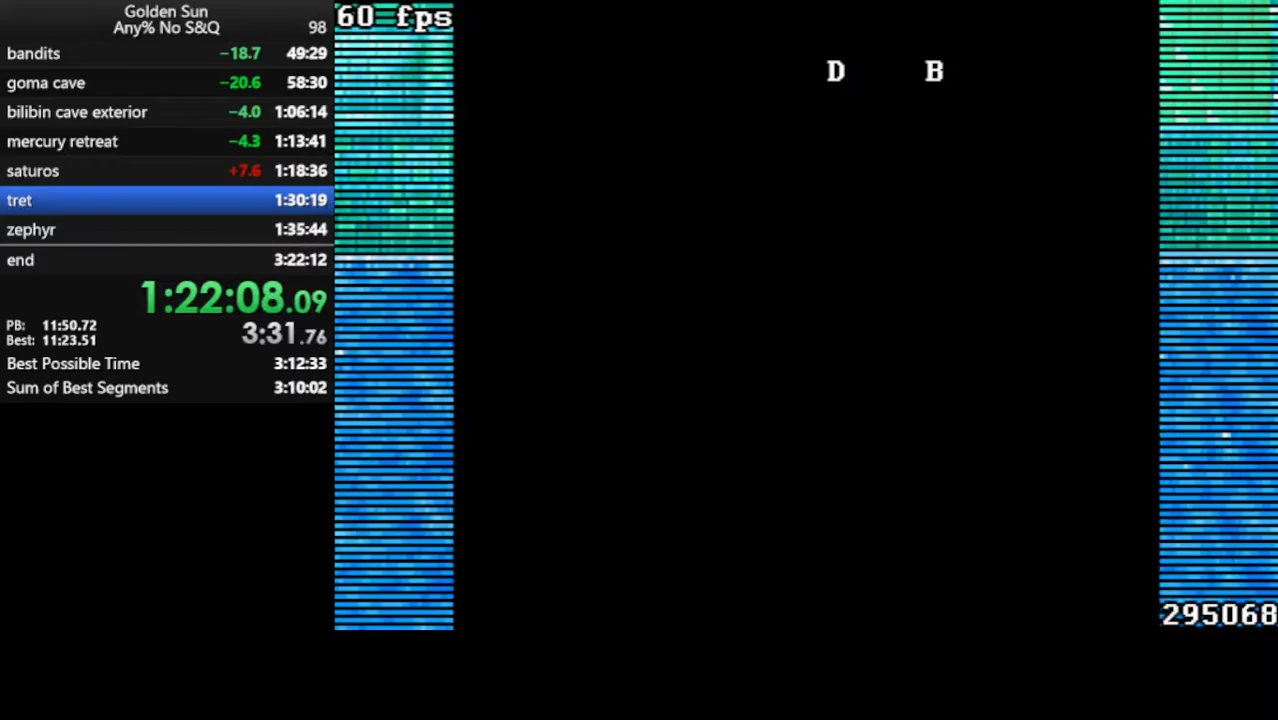 Golden Sun
Any% No S&Q 98
bandits −18.7 49:29
goma cave −20.6 58:30
bilibin cave exterior −4.0 1:06:14
mercury retreat −4.3 1:13:41
saturos +7.6 1:18:36
tret 1:30:19
zephyr 1:35:44
end 3:22:12
1:22:08.09
PB: 11:50.72
Best: 11:23.51
3:31.76
Best Possible Time 3:12:33
Sum of Best Segments 3:10:02
60 fps
D B
295068